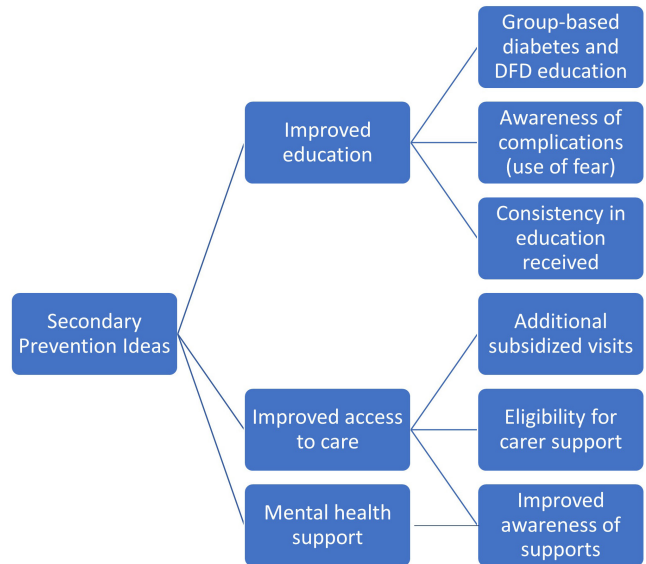 Secondary
Prevention Ideas
Improved
education
Group-based
diabetes and
DFD education
Awareness of
complications
(use of fear)
Consistency in
education
received
Improved access
to care
Additional
subsidized visits
Eligibility for
carer support
Mental health
support
Improved
awareness of
supports